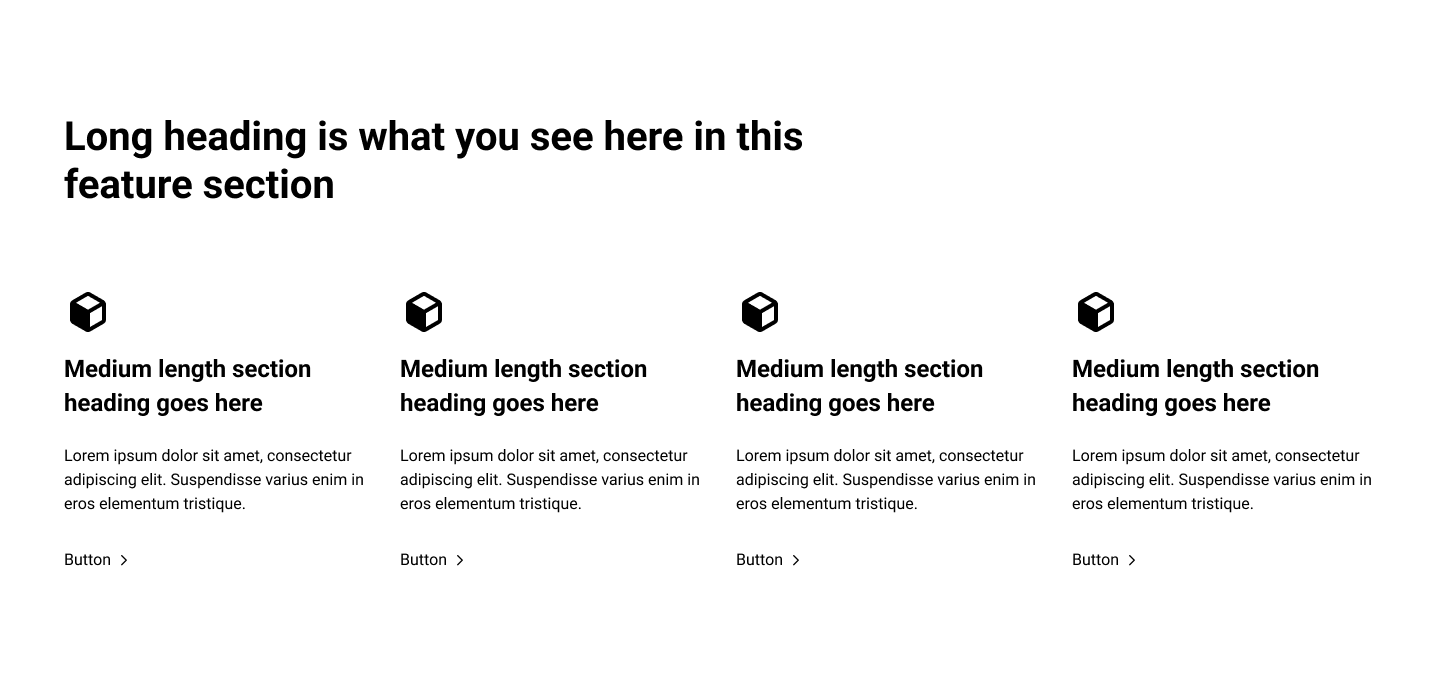 Long heading is what you see here in this
feature section
Medium length section
heading goes here
Lorem ipsum dolor sit amet, consectetur
adipiscing elit. Suspendisse varius enim in
eros elementum tristique.
Button
Medium length section
heading goes here
Lorem ipsum dolor sit amet, consectetur
adipiscing elit. Suspendisse varius enim in
eros elementum tristique.
Button
Medium length section
heading goes here
Lorem ipsum dolor sit amet, consectetur
adipiscing elit. Suspendisse varius enim in
eros elementum tristique.
Button
Medium length section
heading goes here
Lorem ipsum dolor sit amet, consectetur
adipiscing elit. Suspendisse varius enim in
eros elementum tristique.
Button